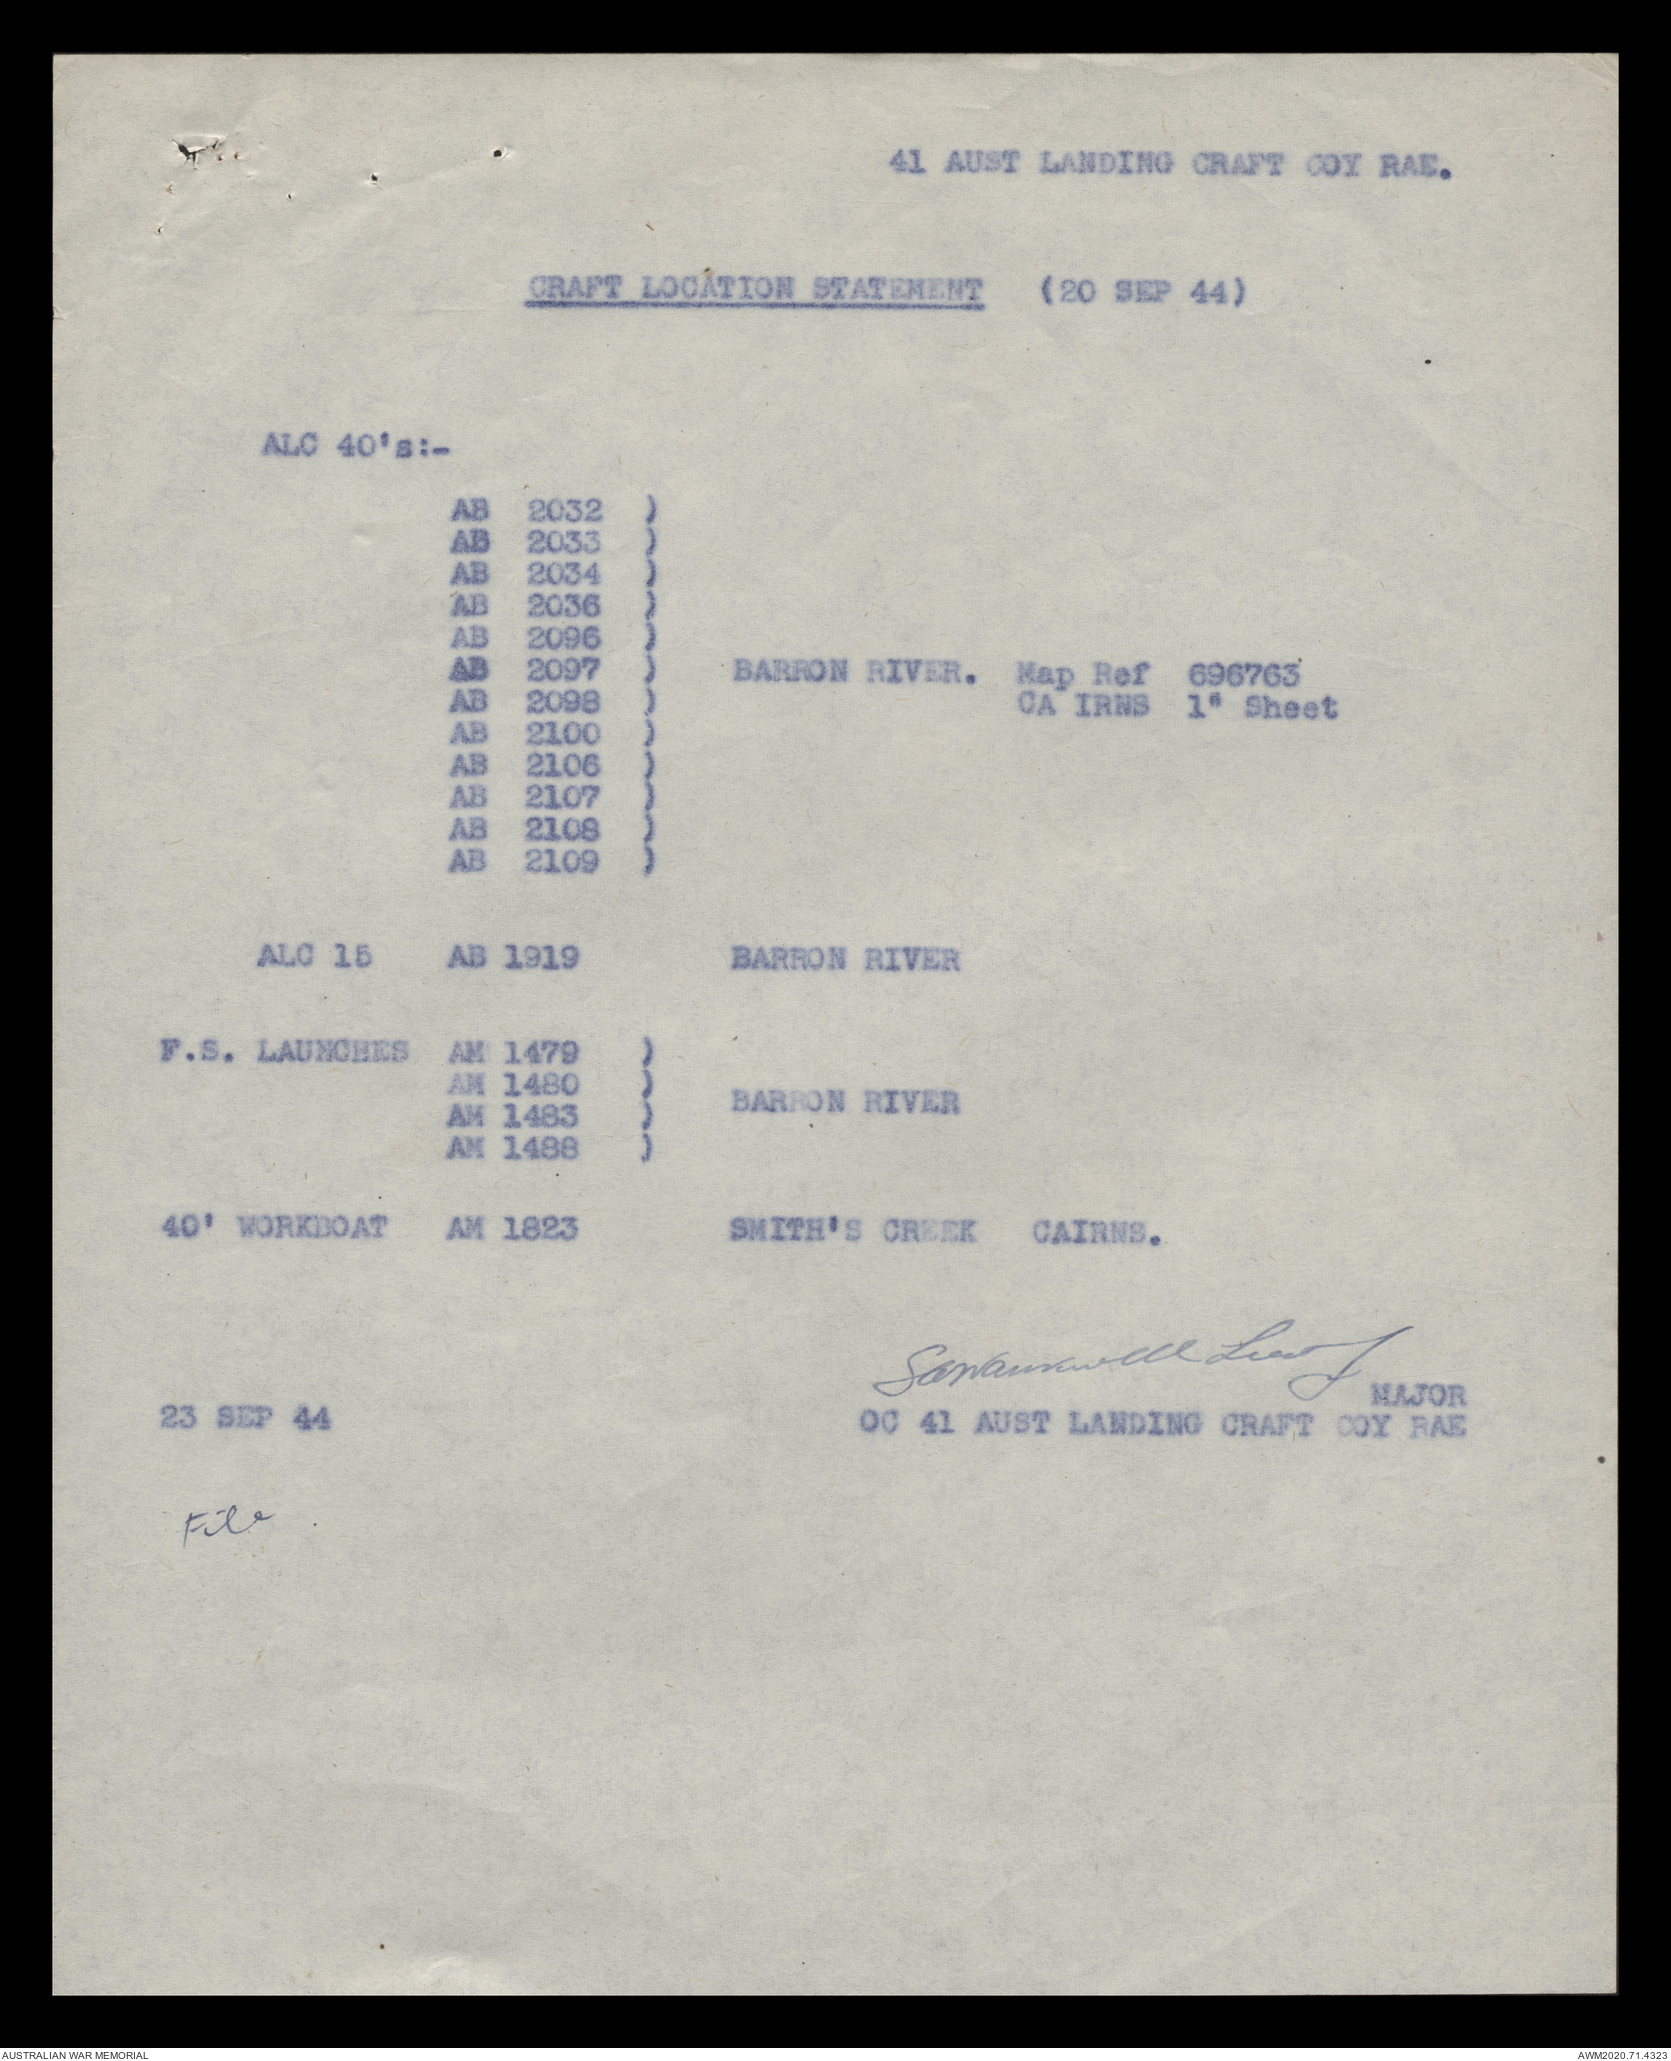 41 AUST LANDING CRAFT COY RAE.
CRAFT LOCATION STATEMENT (20 SEP 44)
ALC 40's:-
AB 2032 )
AB 2033 )
AB 2034 )
AB 2036 )
AB 2096 )
AB 2097 ) BARRON RIVER. Map Ref 696763
AB 2098 ) CA IRNS 1" Sheet
AB 2100 )
AB 2106 )
AB 2107 )
AB 2108 )
AB 2109 )
ALC 15 AB 1919 BARRON RIVER
F.S. LAUNCHES AM 1479 )
AM 1480 )
BARRON RIVER
AM 1483 )
AM 1488 )
40' WORKBOAT AM 1823 SMITH'S CREEK CAIRNS.
MAJOR
23 SEP 44 OC 41 AUST LANDING CRAFT COY RAE
File
AUSTRALIAN WAR MEMORIAL AWM2020.71.4323